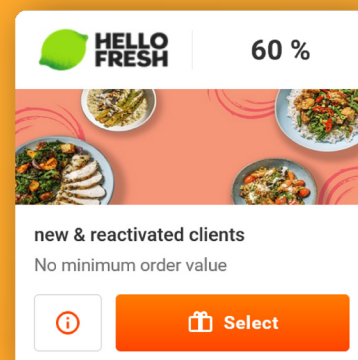 HELLO
FRESH
60 %
new & reactivated clients
No minimum order value
Select